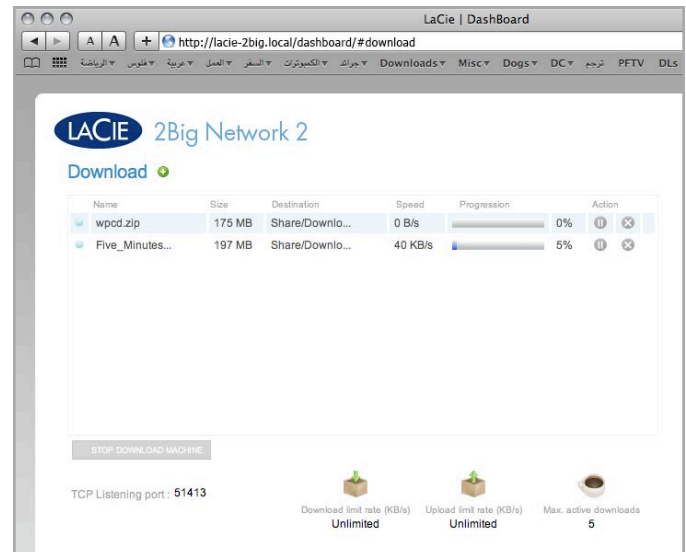 LaCie | DashBoard
A A + http://lacie-2big.local/dashboard/#download
الرياضة فلوس عربية العمل السفر الكمبيوترات جرائد Downloads Misc Dogs DC ترجم PFTV DLs
LACIE 2Big Network 2
Download
Name Size Destination Speed Progression Action
wpcd.zip 175 MB Share/Downlo... 0 B/s 0%
Five_Minutes... 197 MB Share/Downlo... 40 KB/s 5%
STOP DOWNLOAD MACHINE
TCP Listening port : 51413
Download limit rate (KB/s) Upload limit rate (KB/s) Max. active downloads
Unlimited Unlimited 5